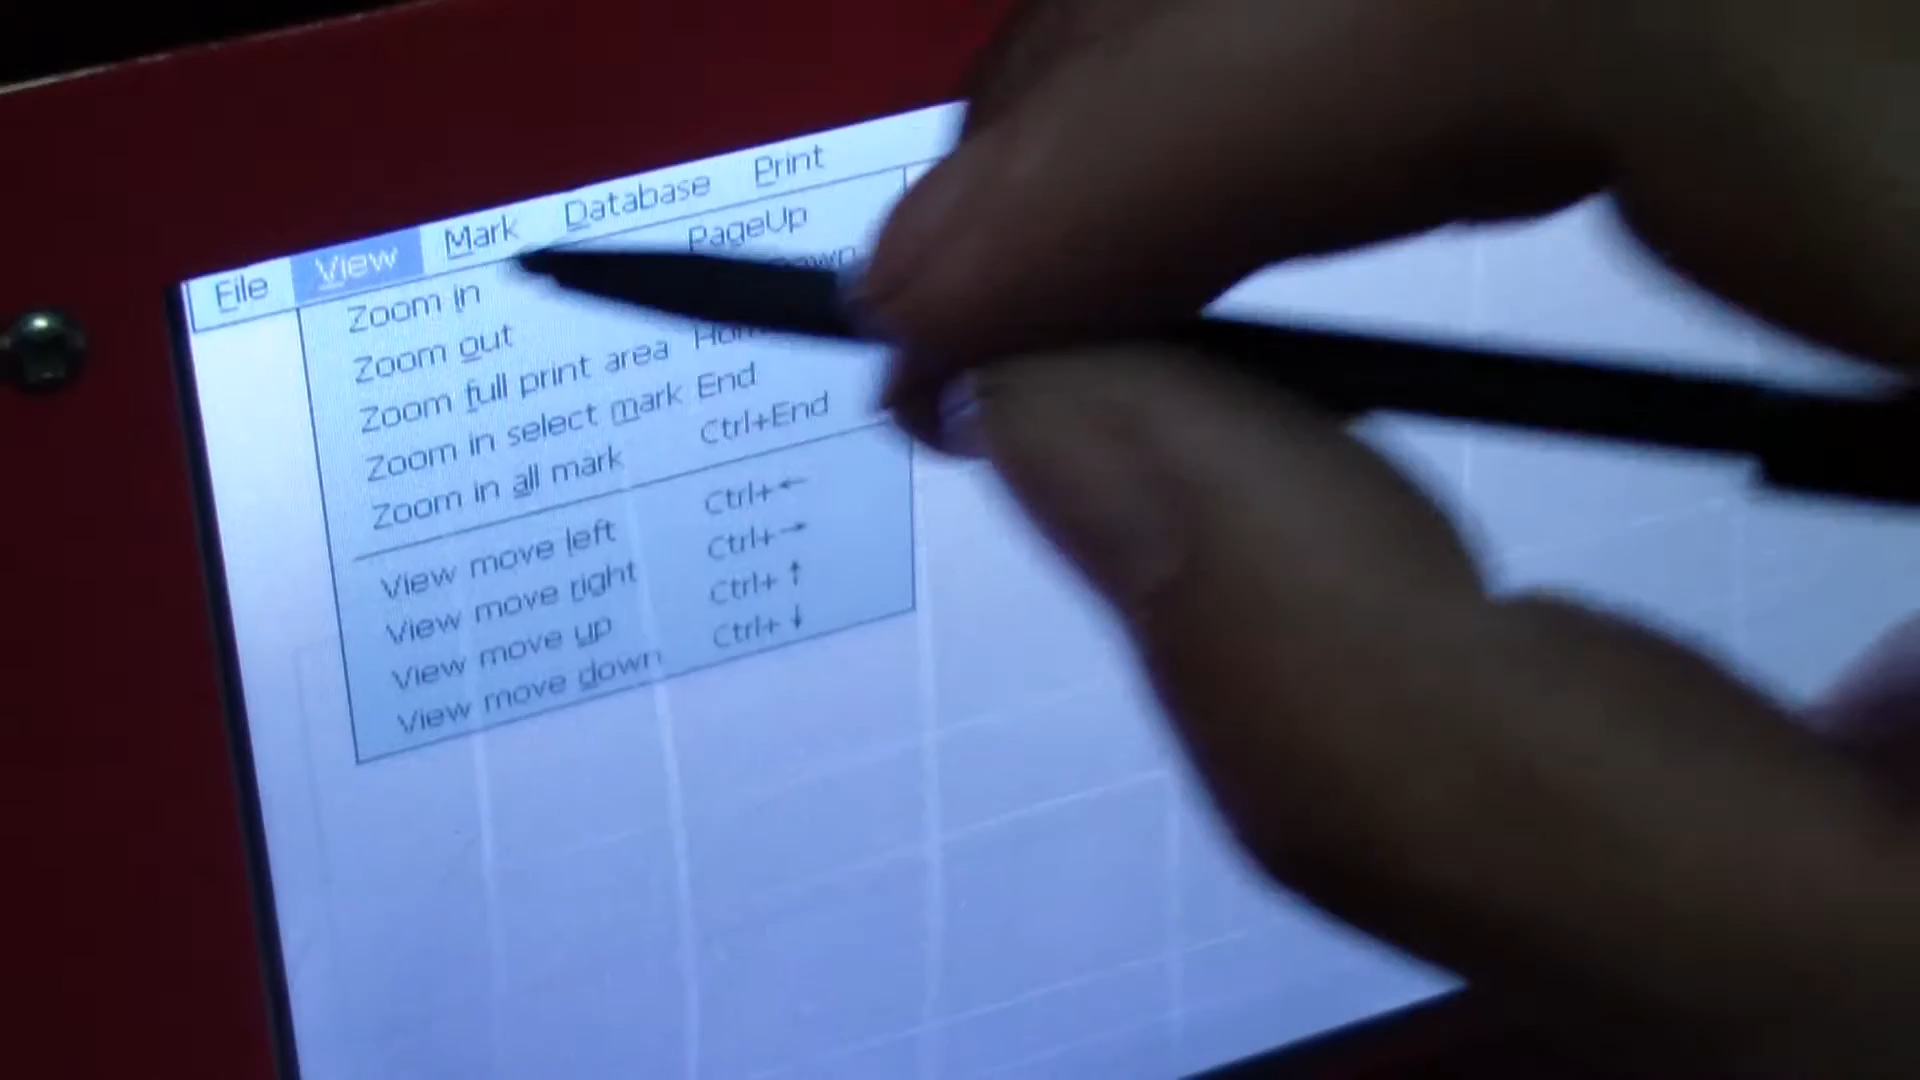 File View Mark Database Print
Zoom in PageUp
Zoom out
Zoom full print area
Zoom in select mark End
Zoom in all mark Ctrl+End
View move left Ctrl+←
View move right Ctrl+→
View move up Ctrl+↑
View move down Ctrl+↓